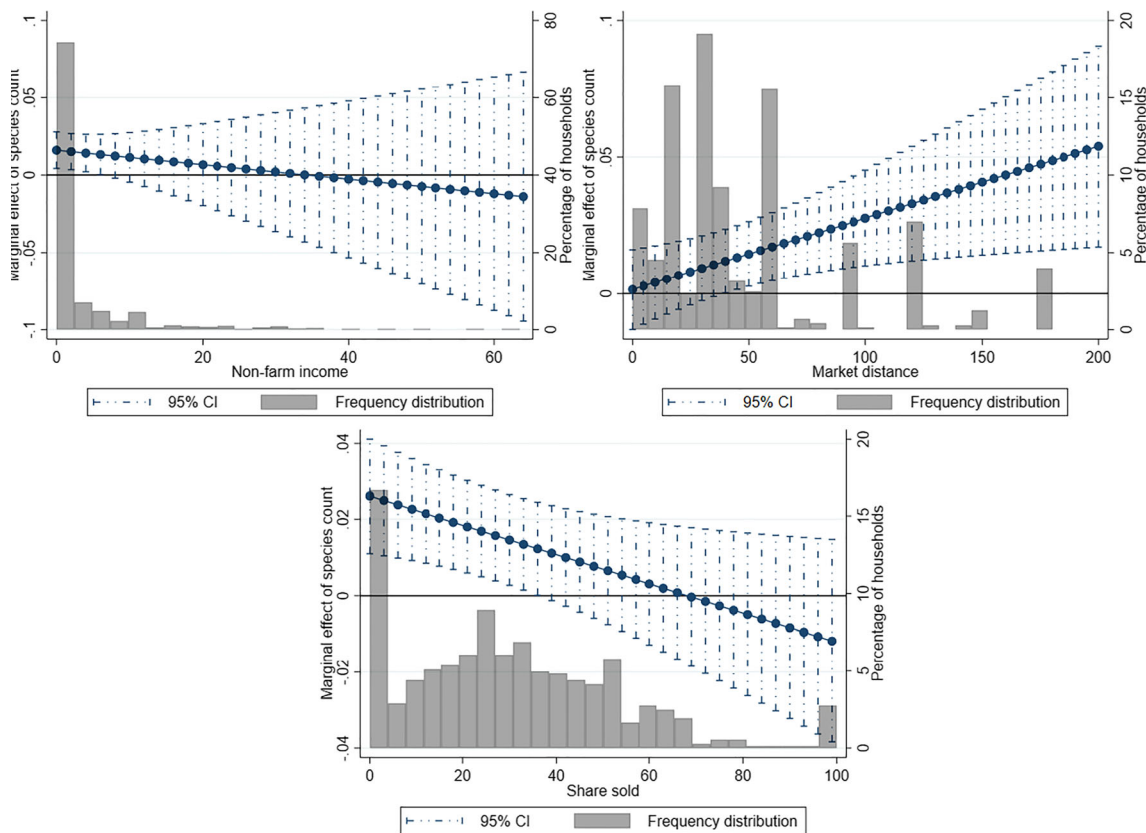 Marginal effect of species count
.1
.05
0
.05
-.1
80
60
40
20
0
Percentage of households
0 20 40 60
Non-farm income
95% CI Frequency distribution
Marginal effect of species count
.1
.05
0
20
15
10
5
0
Percentage of households
0 50 100 150 200
Market distance
95% CI Frequency distribution
Marginal effect of species count
.04
.02
0
-.02
-.04
20
15
10
5
0
Percentage of households
0 20 40 60 80 100
Share sold
95% CI Frequency distribution